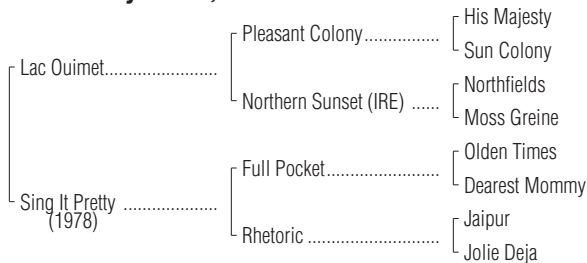 His Majesty
Pleasant Colony................
Sun Colony
Lac Ouimet........................
Northfields
Northern Sunset (IRE) ......
Moss Greine
Olden Times
Full Pocket........................
Dearest Mommy
Sing It Pretty ....................
(1978)
Jaipur
Rhetoric ............................
Jolie Deja